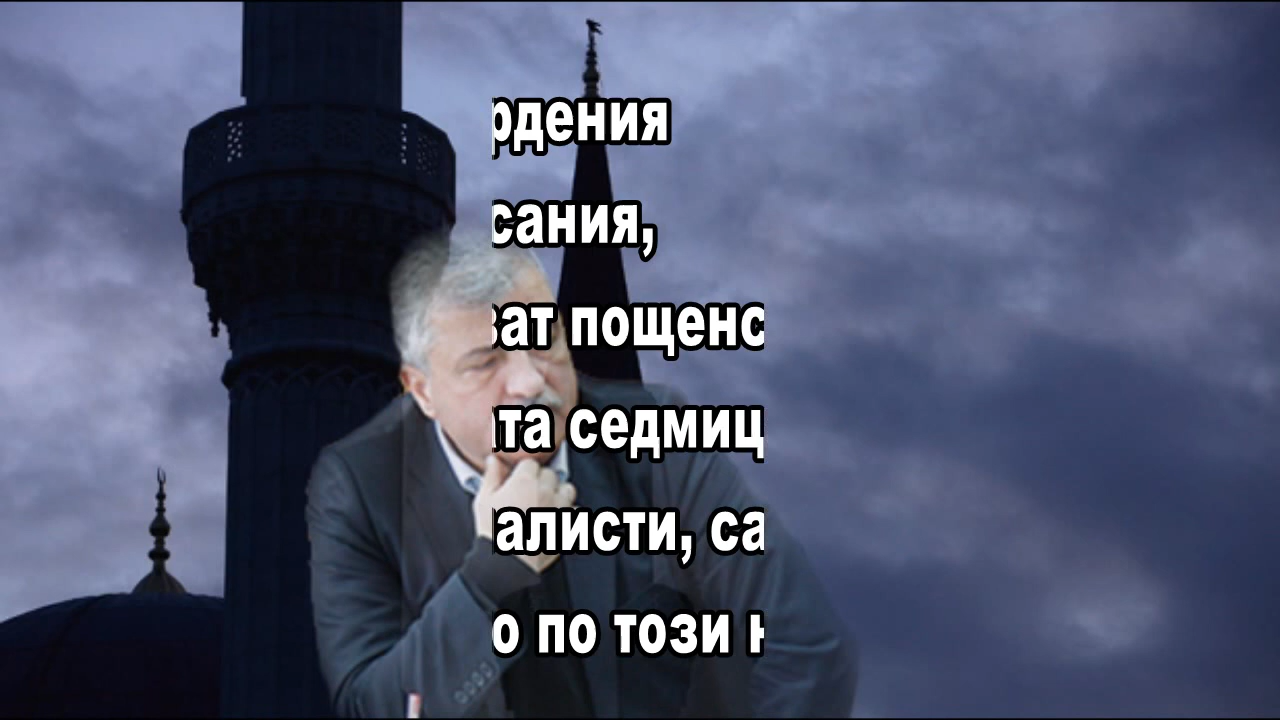 рдения
сания,
ват пощенс
та седмиц
алисти, са
о по този н